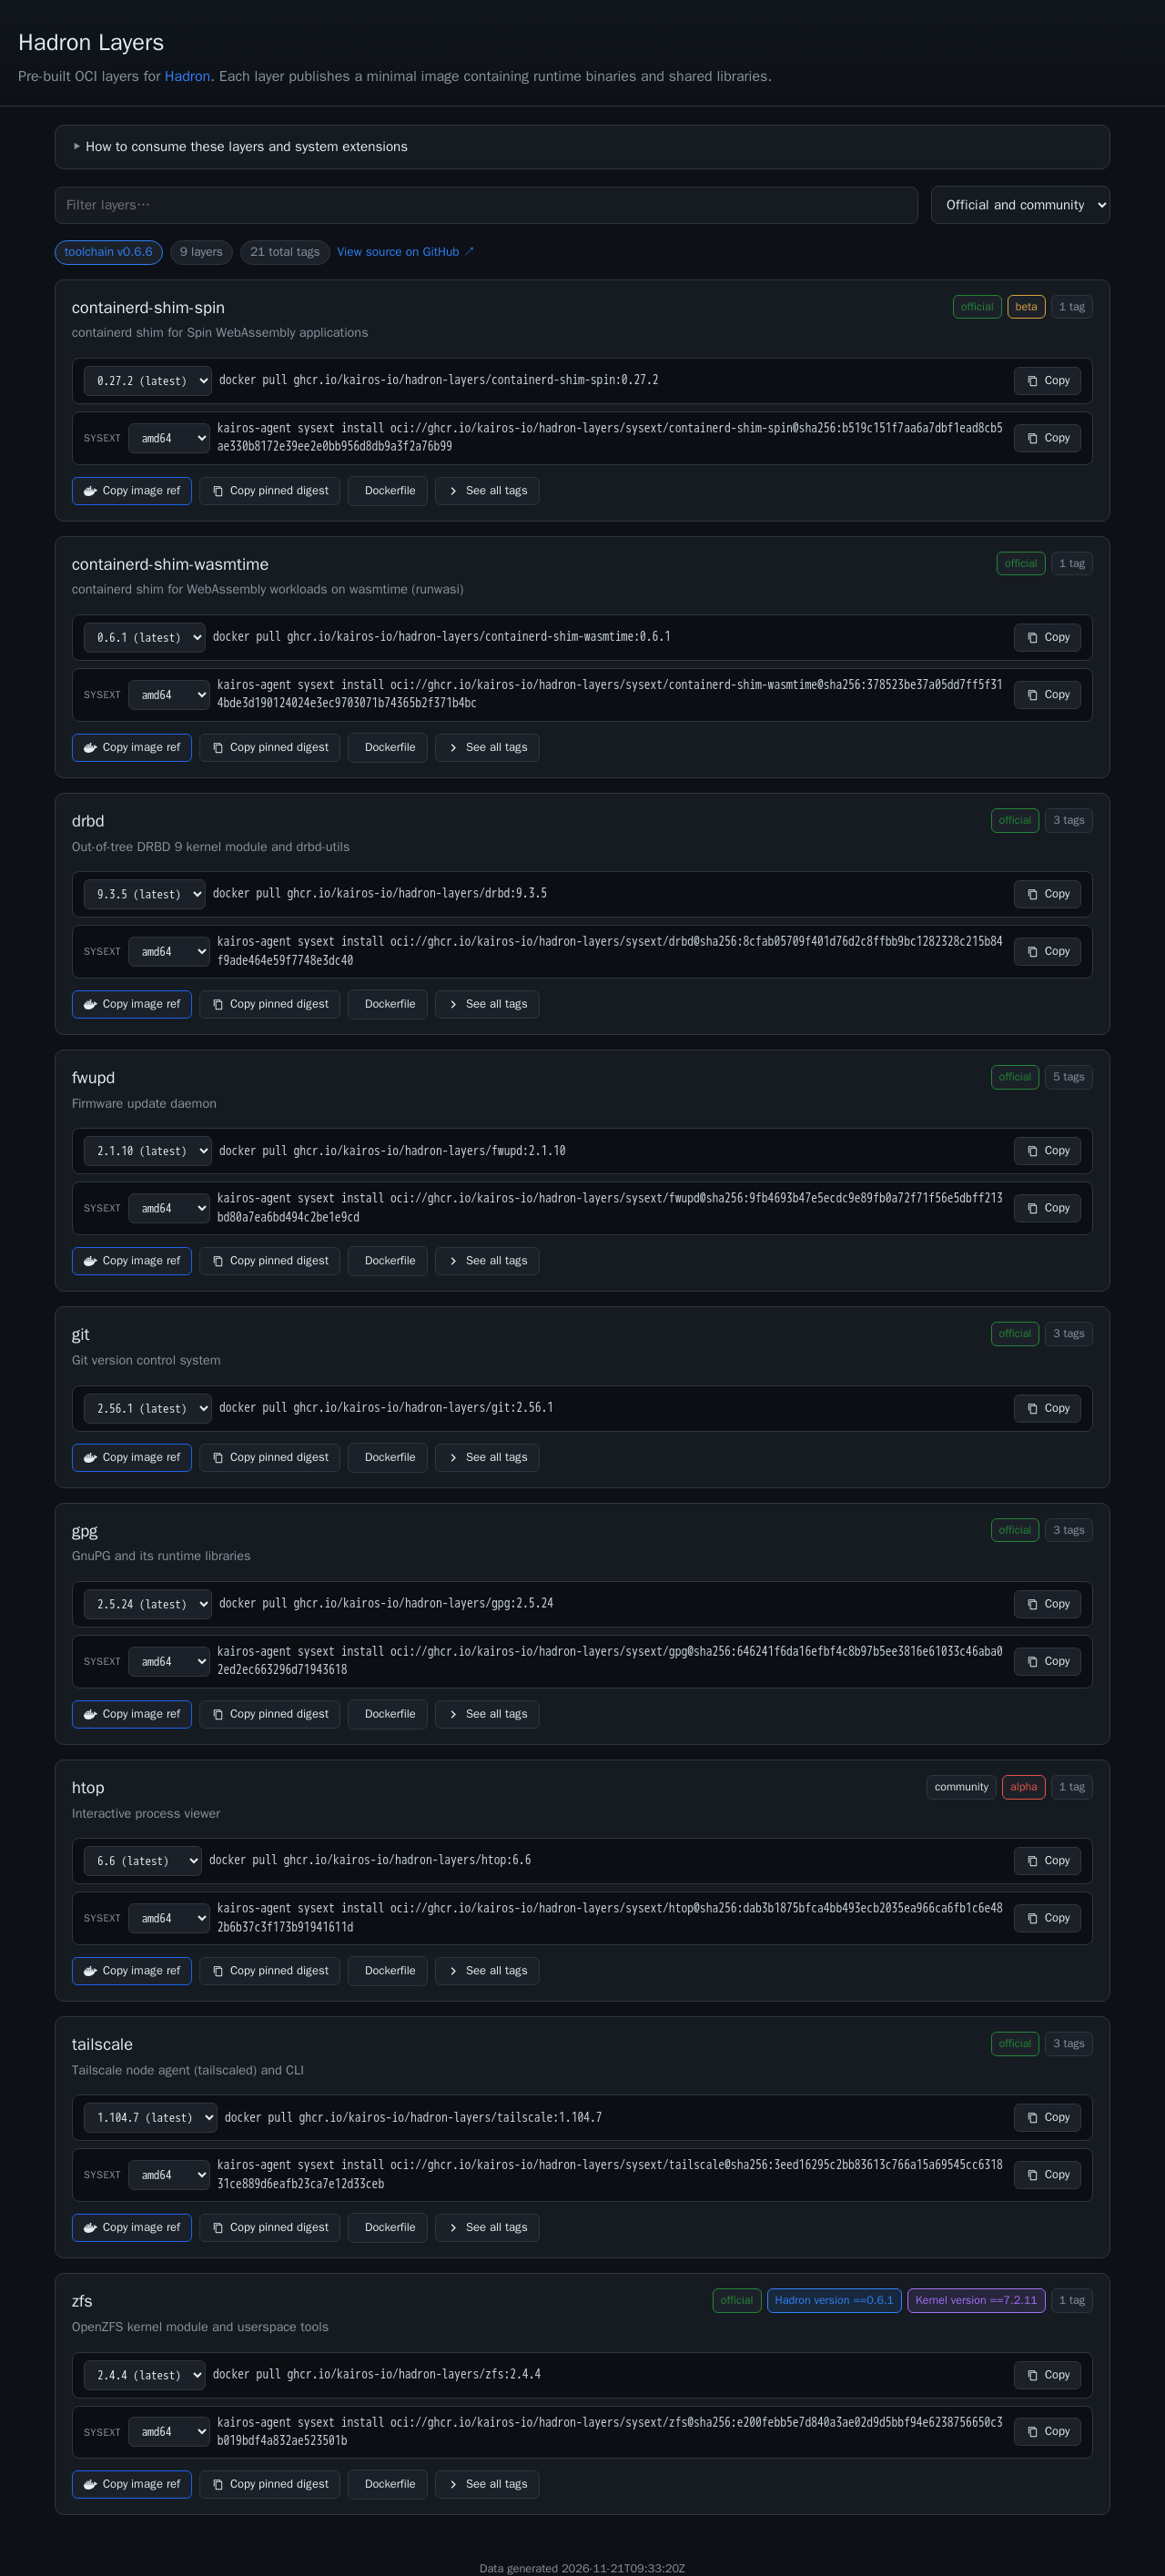 Hadron Layers
Pre-built OCI layers for Hadron. Each layer publishes a minimal image containing runtime binaries and shared libraries.
How to consume these layers and system extensions
Filter layers… Official and community
toolchain v0.6.6 9 layers 21 total tags View source on GitHub ↗
containerd-shim-spin official beta 1 tag
containerd shim for Spin WebAssembly applications
0.27.2 (latest) docker pull ghcr.io/kairos-io/hadron-layers/containerd-shim-spin:0.27.2 Copy
SYSEXT amd64 kairos-agent sysext install oci://ghcr.io/kairos-io/hadron-layers/sysext/containerd-shim-spin@sha256:b519c151f7aa6a7dbf1ead8cb5
ae330b8172e39ee2e0bb956d8db9a3f2a76b99 Copy
Copy image ref Copy pinned digest Dockerfile See all tags
containerd-shim-wasmtime official 1 tag
containerd shim for WebAssembly workloads on wasmtime (runwasi)
0.6.1 (latest) docker pull ghcr.io/kairos-io/hadron-layers/containerd-shim-wasmtime:0.6.1 Copy
SYSEXT amd64 kairos-agent sysext install oci://ghcr.io/kairos-io/hadron-layers/sysext/containerd-shim-wasmtime@sha256:378523be37a05dd7ff5f31
4bde3d190124024e3ec9703071b74365b2f371b4bc Copy
Copy image ref Copy pinned digest Dockerfile See all tags
drbd official 3 tags
Out-of-tree DRBD 9 kernel module and drbd-utils
9.3.5 (latest) docker pull ghcr.io/kairos-io/hadron-layers/drbd:9.3.5 Copy
SYSEXT amd64 kairos-agent sysext install oci://ghcr.io/kairos-io/hadron-layers/sysext/drbd@sha256:8cfab05709f401d76d2c8ffbb9bc1282328c215b84
f9ade464e59f7748e3dc40 Copy
Copy image ref Copy pinned digest Dockerfile See all tags
fwupd official 5 tags
Firmware update daemon
2.1.10 (latest) docker pull ghcr.io/kairos-io/hadron-layers/fwupd:2.1.10 Copy
SYSEXT amd64 kairos-agent sysext install oci://ghcr.io/kairos-io/hadron-layers/sysext/fwupd@sha256:9fb4693b47e5ecdc9e89fb0a72f71f56e5dbff213
bd80a7ea6bd494c2be1e9cd Copy
Copy image ref Copy pinned digest Dockerfile See all tags
git official 3 tags
Git version control system
2.56.1 (latest) docker pull ghcr.io/kairos-io/hadron-layers/git:2.56.1 Copy
Copy image ref Copy pinned digest Dockerfile See all tags
gpg official 3 tags
GnuPG and its runtime libraries
2.5.24 (latest) docker pull ghcr.io/kairos-io/hadron-layers/gpg:2.5.24 Copy
SYSEXT amd64 kairos-agent sysext install oci://ghcr.io/kairos-io/hadron-layers/sysext/gpg@sha256:646241f6da16efbf4c8b97b5ee3816e61033c46aba0
2ed2ec663296d71943618 Copy
Copy image ref Copy pinned digest Dockerfile See all tags
htop community alpha 1 tag
Interactive process viewer
6.6 (latest) docker pull ghcr.io/kairos-io/hadron-layers/htop:6.6 Copy
SYSEXT amd64 kairos-agent sysext install oci://ghcr.io/kairos-io/hadron-layers/sysext/htop@sha256:dab3b1875bfca4bb493ecb2035ea966ca6fb1c6e48
2b6b37c3f173b91941611d Copy
Copy image ref Copy pinned digest Dockerfile See all tags
tailscale official 3 tags
Tailscale node agent (tailscaled) and CLI
1.104.7 (latest) docker pull ghcr.io/kairos-io/hadron-layers/tailscale:1.104.7 Copy
SYSEXT amd64 kairos-agent sysext install oci://ghcr.io/kairos-io/hadron-layers/sysext/tailscale@sha256:3eed16295c2bb83613c766a15a69545cc6318
31ce889d6eafb23ca7e12d33ceb Copy
Copy image ref Copy pinned digest Dockerfile See all tags
zfs official Hadron version ==0.6.1 Kernel version ==7.2.11 1 tag
OpenZFS kernel module and userspace tools
2.4.4 (latest) docker pull ghcr.io/kairos-io/hadron-layers/zfs:2.4.4 Copy
SYSEXT amd64 kairos-agent sysext install oci://ghcr.io/kairos-io/hadron-layers/sysext/zfs@sha256:e200febb5e7d840a3ae02d9d5bbf94e6238756650c3
b019bdf4a832ae523501b Copy
Copy image ref Copy pinned digest Dockerfile See all tags
Data generated 2026-11-21T09:33:20Z